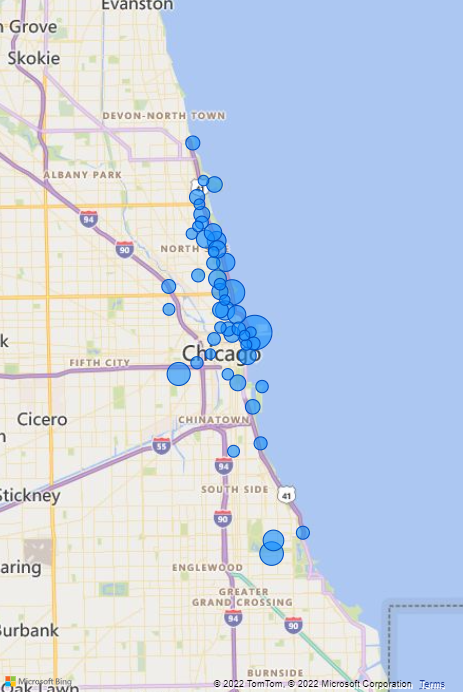 Evanston
n Grove
Skokie
DEVON-NORTH TOWN
ALBANY PARK
94
90
NORTH
Chicago
FIFTH CITY
Cicero
CHINATOWN
55
94
Stickney
SOUTH SIDE
41
90
aring
ENGLEWOOD
GREATER
GRAND CROSSING
94
90
Burbank
BURNSIDE
Oak Lawn
Microsoft Bing
© 2022 TomTom, © 2022 Microsoft Corporation Terms